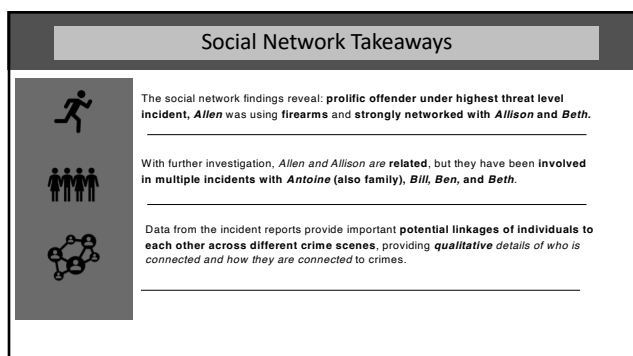 Social Network Takeaways
The social network findings reveal: prolific offender under highest threat level
incident, Allen was using firearms and strongly networked with Allison and Beth.
With further investigation, Allen and Allison are related, but they have been involved
in multiple incidents with Antoine (also family), Bill, Ben, and Beth.
Data from the incident reports provide important potential linkages of individuals to
each other across different crime scenes, providing qualitative details of who is
connected and how they are connected to crimes.